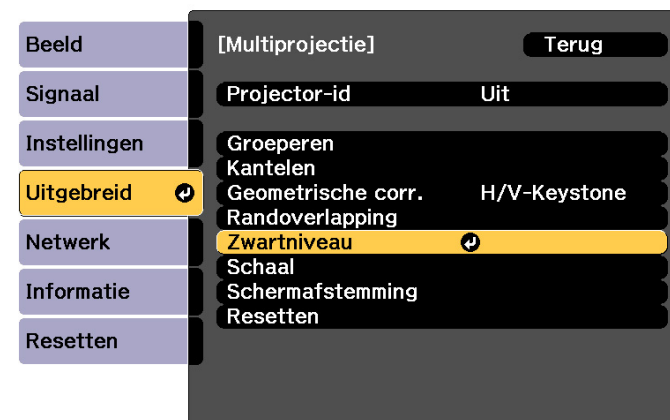 Beeld
Signaal
Instellingen
Uitgebreid
Netwerk
Informatie
Resetten
[Multiprojectie] Terug
Projector-id Uit
Groeperen
Kantelen
Geometrische corr. H/V-Keystone
Randoverlapping
Zwartniveau
Schaal
Schermafstemming
Resetten